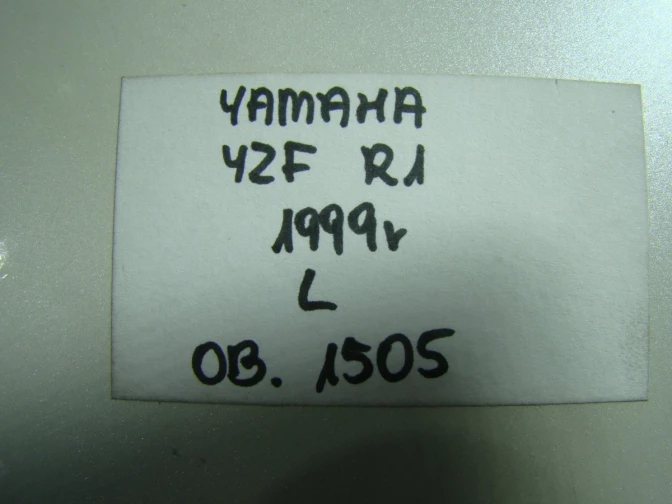 YAMAHA
YZF R1
1999r
L
OB. 1505